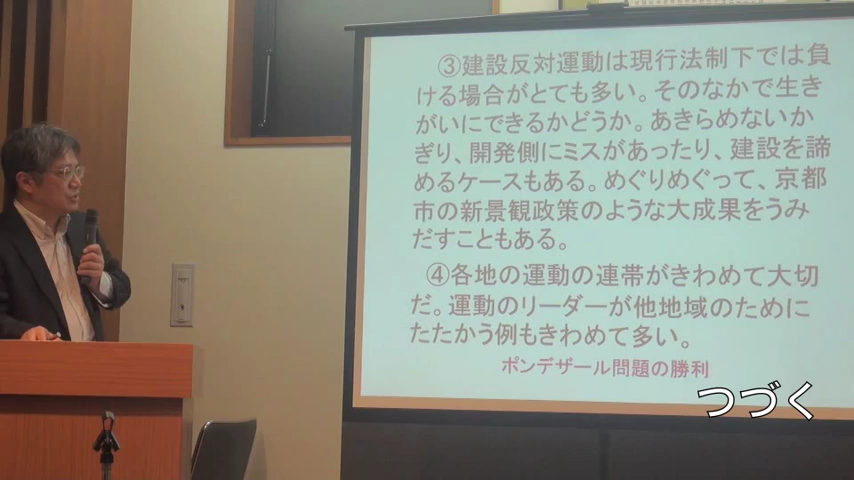 ③建設反対運動は現行法制下では負
ける場合がとても多い。そのなかで生き
がいにできるかどうか。あきらめないか
ぎり、開発側にミスがあったり、建設を諦
めるケースもある。めぐりめぐって、京都
市の新景観政策のような大成果をうみ
だすこともある。
④各地の運動の連帯がきわめて大切
だ。運動のリーダーが他地域のために
たたかう例もきわめて多い。
ポンデザール問題の勝利
つづく